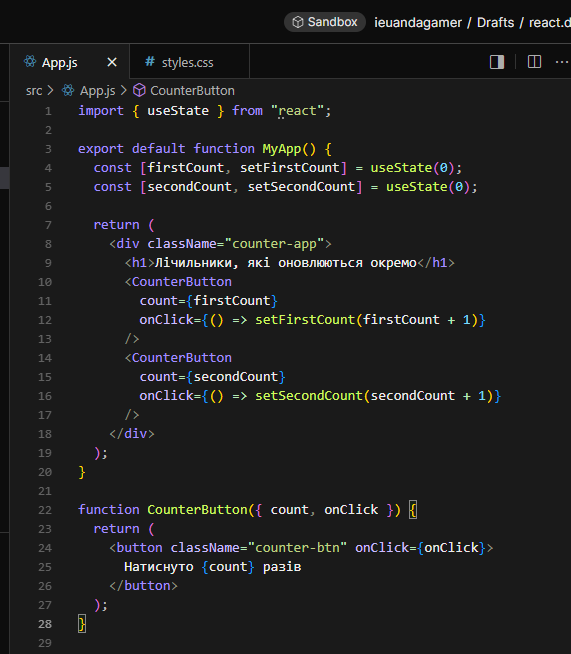 Sandbox ieuandagamer / Drafts / react.d
App.js × # styles.css ···
src > App.js > CounterButton
1 import { useState } from "react";
2
3 export default function MyApp() {
4 const [firstCount, setFirstCount] = useState(0);
5 const [secondCount, setSecondCount] = useState(0);
6
7 return (
8 <div className="counter-app">
9 <h1>Лічильники, які оновлюються окремо</h1>
10 <CounterButton
11 count={firstCount}
12 onClick={() => setFirstCount(firstCount + 1)}
13 />
14 <CounterButton
15 count={secondCount}
16 onClick={() => setSecondCount(secondCount + 1)}
17 />
18 </div>
19 );
20 }
21
22 function CounterButton({ count, onClick }) {
23 return (
24 <button className="counter-btn" onClick={onClick}>
25 Натиснуто {count} разів
26 </button>
27 );
28 }
29